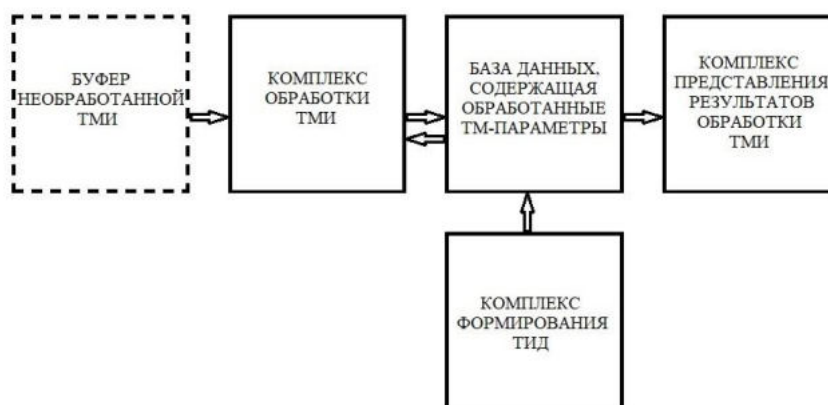 БУФЕР
НЕОБРАБОТАННОЙ
ТМИ
КОМПЛЕКС
ОБРАБОТКИ
ТМИ
БАЗА ДАННЫХ,
СОДЕРЖАЩАЯ
ОБРАБОТАННЫЕ
ТМ-ПАРАМЕТРЫ
КОМПЛЕКС
ПРЕДСТАВЛЕНИЯ
РЕЗУЛЬТАТОВ
ОБРАБОТКИ
ТМИ
КОМПЛЕКС
ФОРМИРОВАНИЯ
ТИД